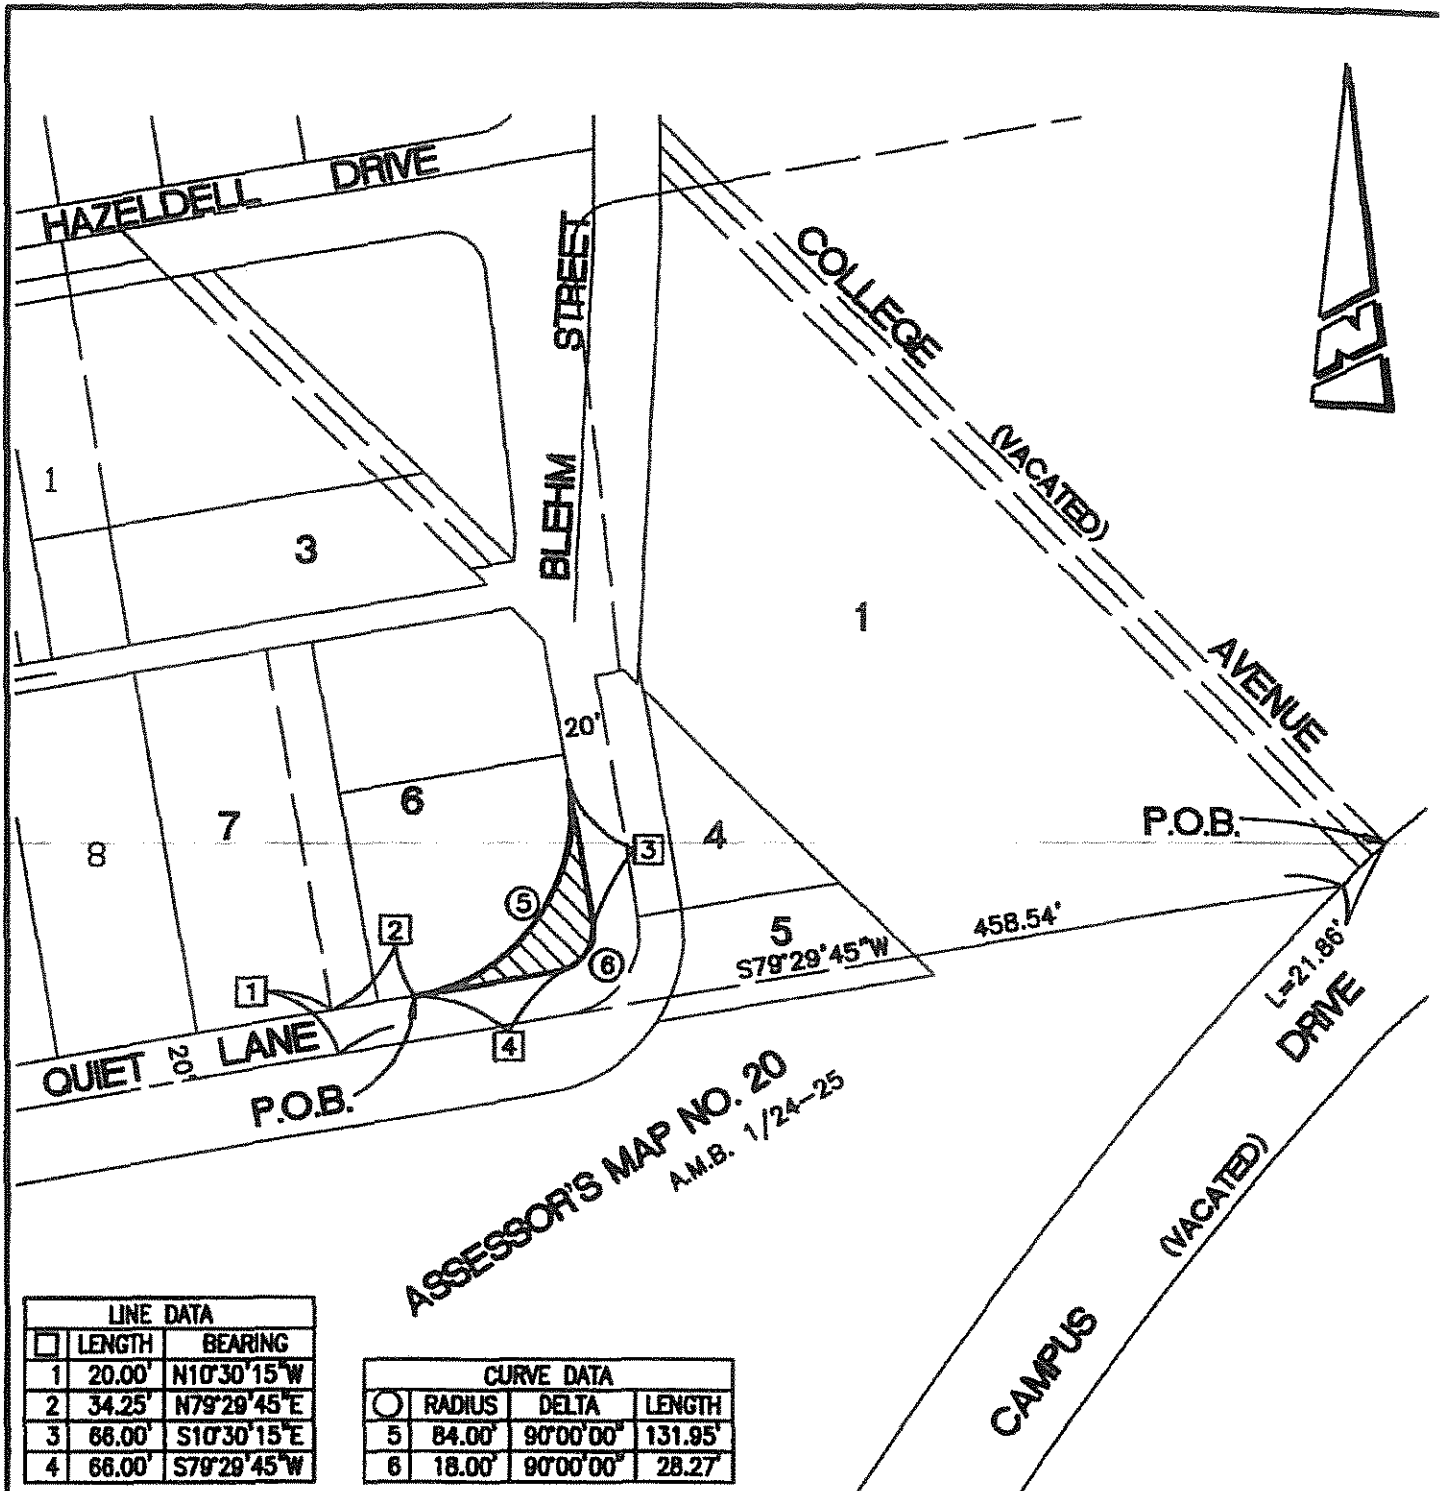 HAZELDELL DRIVE
STREET
BLEHM
COLLEGE
(VACATED)
AVENUE
N
1
3
1
20'
6
7
8
4
3
P.O.B.
5
2
5
458.54'
S79°29'45"W
6
1
L=21.86'
DRIVE
QUIET 20' LANE
4
P.O.B.
ASSESSOR'S MAP NO. 20
A.M.B. 1/24-25
(VACATED)
CAMPUS
LINE DATA
LENGTH BEARING
1 20.00' N10°30'15"W
2 34.25' N79°29'45"E
3 66.00' S10°30'15"E
4 66.00' S79°29'45"W
CURVE DATA
RADIUS DELTA LENGTH
5 84.00' 90°00'00" 131.95'
6 18.00' 90°00'00" 28.27'